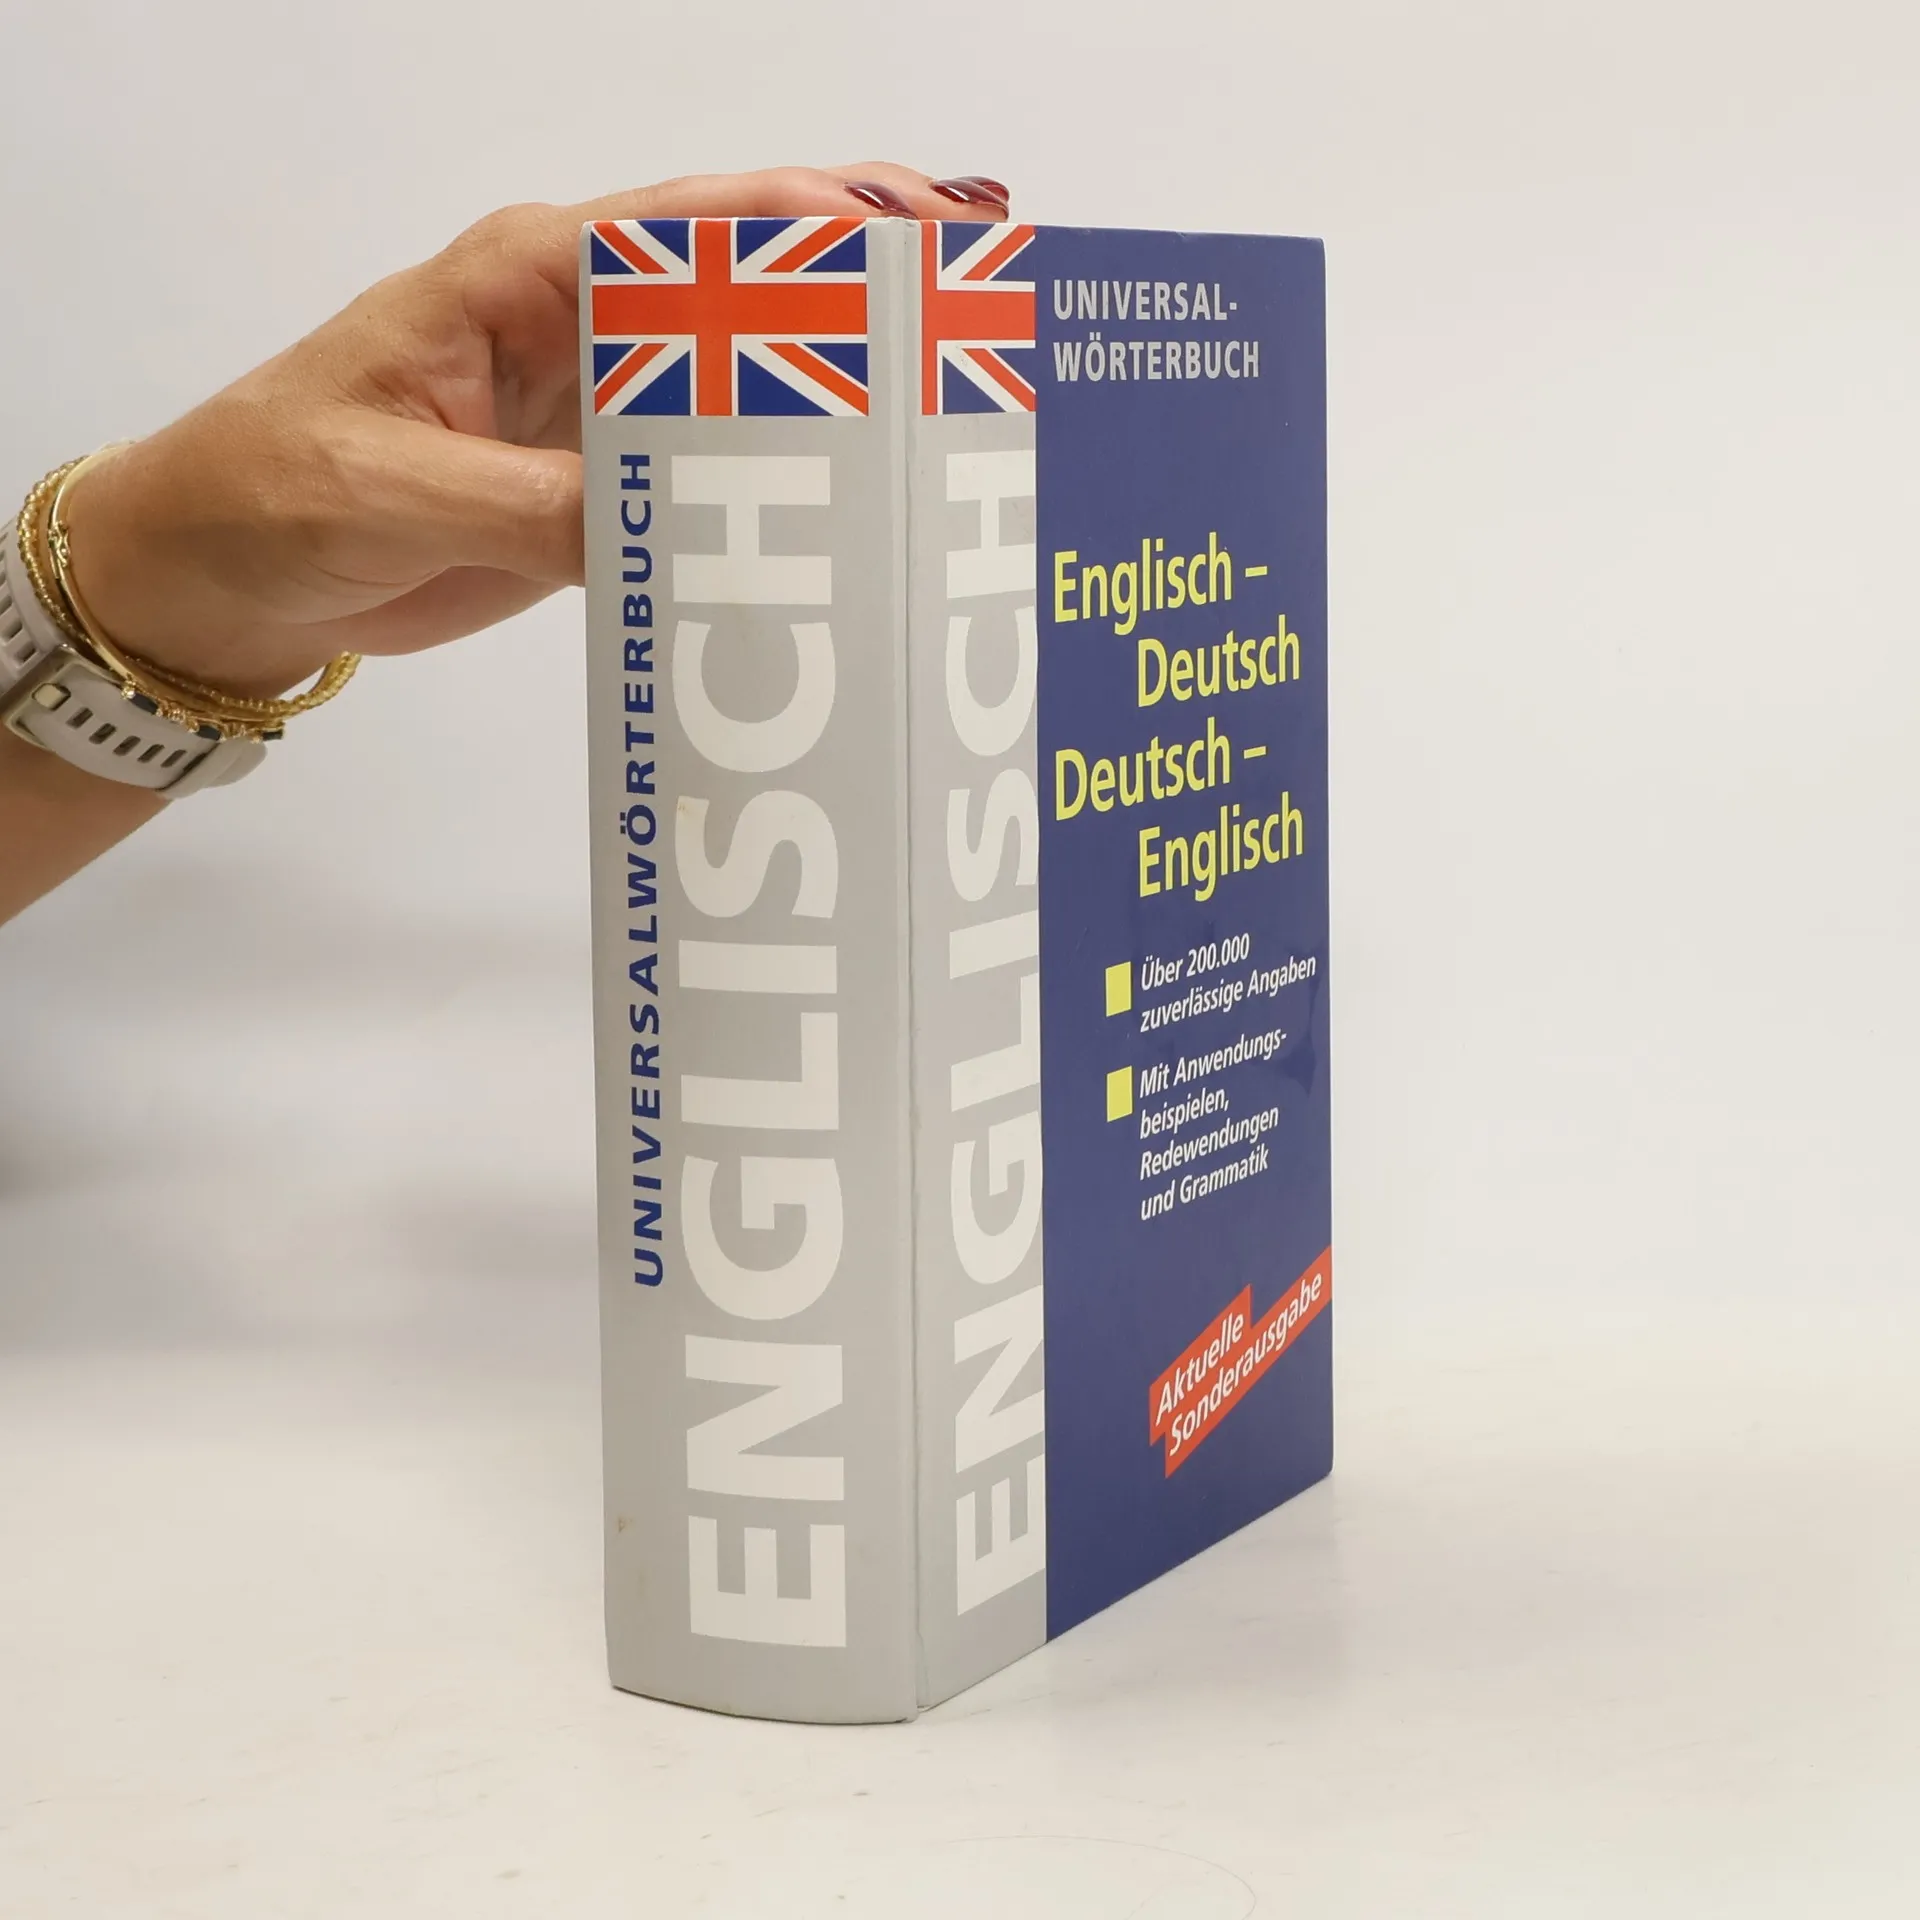 UNIVERSALWÖRTERBUCH
ENGLISCH
ENGLISCH
UNIVERSAL-
WÖRTERBUCH
Englisch –
Deutsch
Deutsch –
Englisch
Über 200.000
zuverlässige Angaben
Mit Anwendungs-
beispielen,
Redewendungen
und Grammatik
Aktuelle
Sonderausgabe